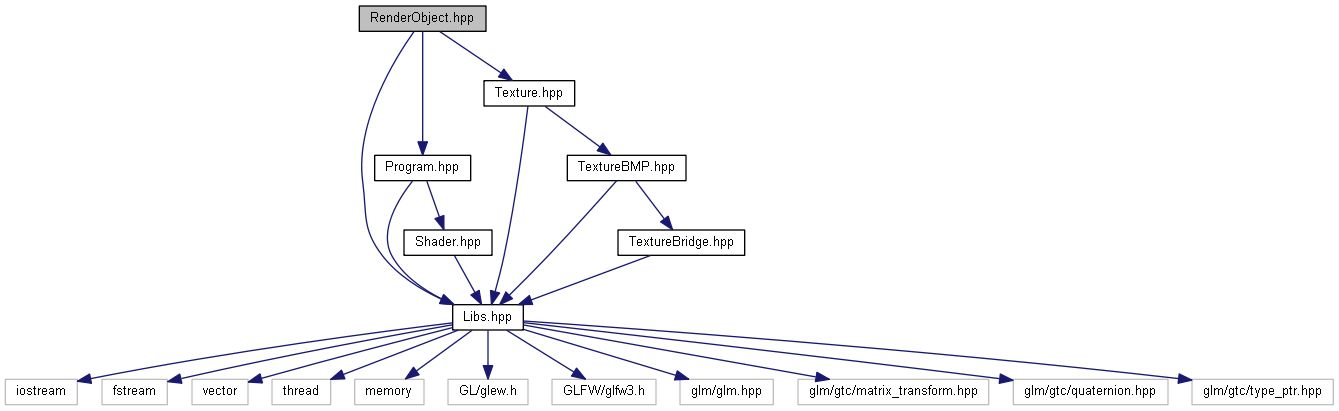 RenderObject.hpp
Texture.hpp
Program.hpp
TextureBMP.hpp
Shader.hpp
TextureBridge.hpp
Libs.hpp
iostream
fstream
vector
thread
memory
GL/glew.h
GLFW/glfw3.h
glm/glm.hpp
glm/gtc/matrix_transform.hpp
glm/gtc/quaternion.hpp
glm/gtc/type_ptr.hpp